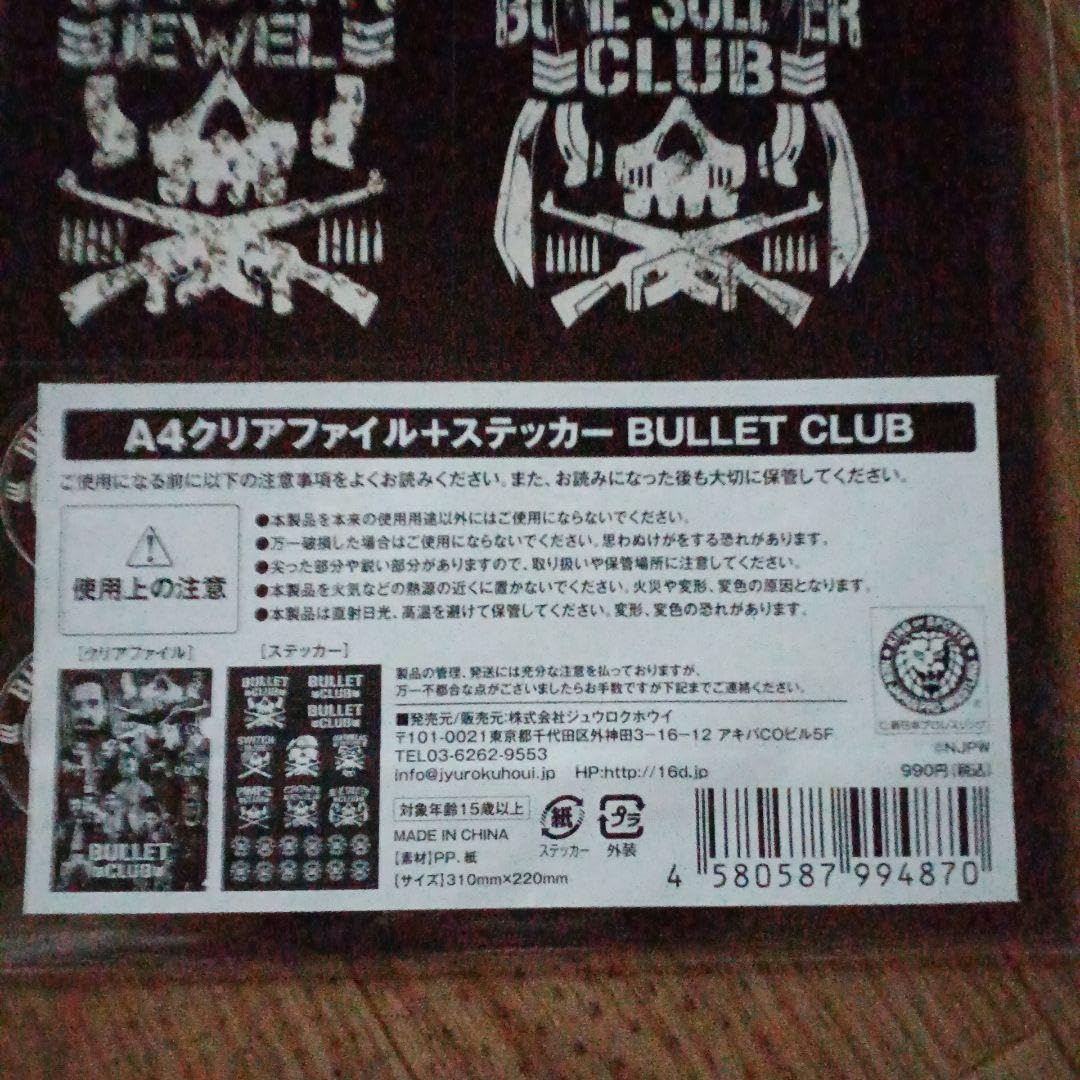 JEWEL
BONE SOLDIER
CLUB
A4クリアファイル+ステッカー BULLET CLUB
ご使用になる前に以下の注意事項をよくお読みください。また、お読みになった後も大切に保管してください。
使用上の注意
●本製品を本来の使用用途以外にはご使用にならないでください。
●万一破損した場合はご使用にならないでください。思わぬけがをする恐れがあります。
●尖った部分や鋭い部分がありますので、取り扱いや保管場所に注意してください。
●本製品を火気などの熱源の近くに置かないでください。火災や変形、変色の原因となります。
●本製品は直射日光、高温を避けて保管してください。変形、変色の恐れがあります。
[クリアファイル]
[ステッカー]
BULLET
CLUB
BULLET
CLUB
BULLET
CLUB
BULLET
CLUB
製品の管理、発送には充分な注意を払っておりますが、
万一不都合な点がございましたらお手数ですが下記までご連絡ください。
■発売元/販売元:株式会社ジュウロクホウイ
〒101-0021東京都千代田区外神田3-16-12 アキバCOビル5F
TEL03-6262-9553
info@jyurokuhoui.jp HP:http://16d.jp
対象年齢15歳以上
MADE IN CHINA
【素材】PP、紙
【サイズ】310mm×220mm
紙
ステッカー
プラ
外装
©新日本プロレスリング
©NJPW
990円(税込)
4 580587 994870